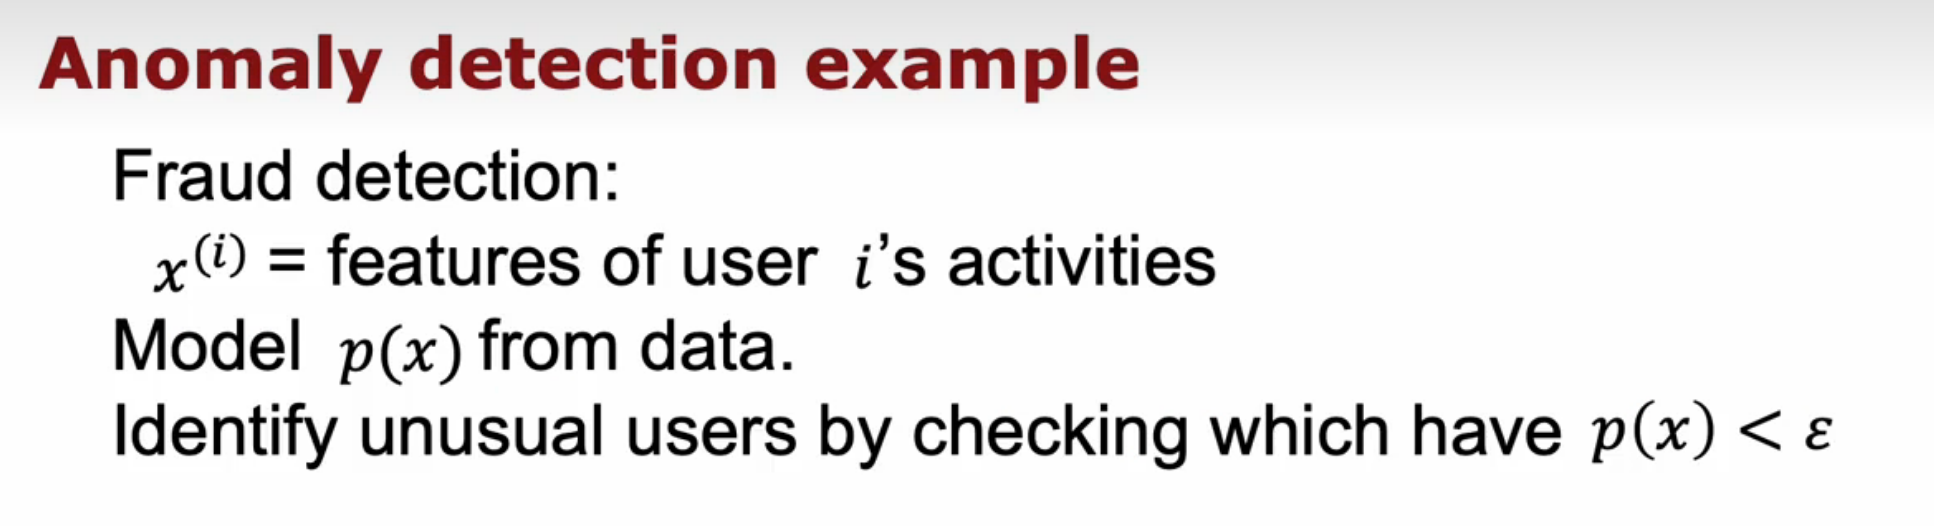 Anomaly detection example
Fraud detection:
x⁽ⁱ⁾ = features of user i’s activities
Model p(x) from data.
Identify unusual users by checking which have p(x) < ε